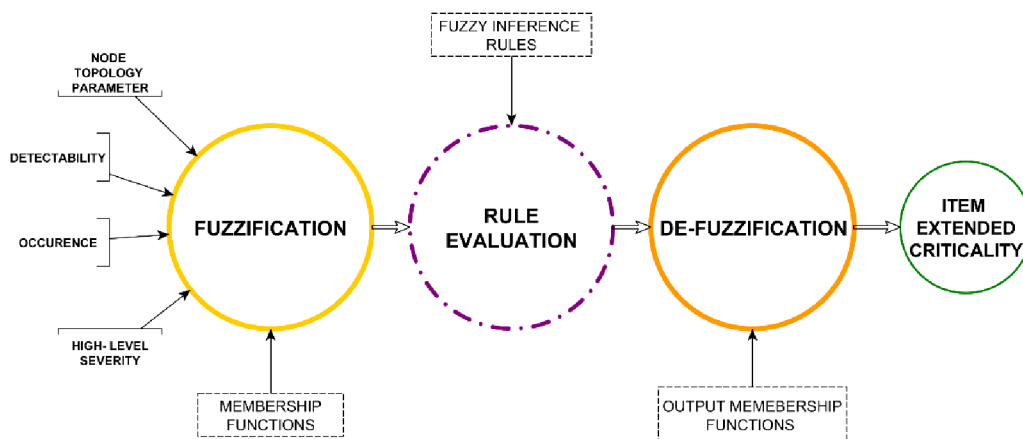 NODE
TOPOLOGY
PARAMETER
DETECTABILITY
OCCURENCE
HIGH- LEVEL
SEVERITY
FUZZIFICATION
MEMBERSHIP
FUNCTIONS
FUZZY INFERENCE
RULES
RULE
EVALUATION
DE-FUZZIFICATION
OUTPUT MEMEBERSHIP
FUNCTIONS
ITEM
EXTENDED
CRITICALITY